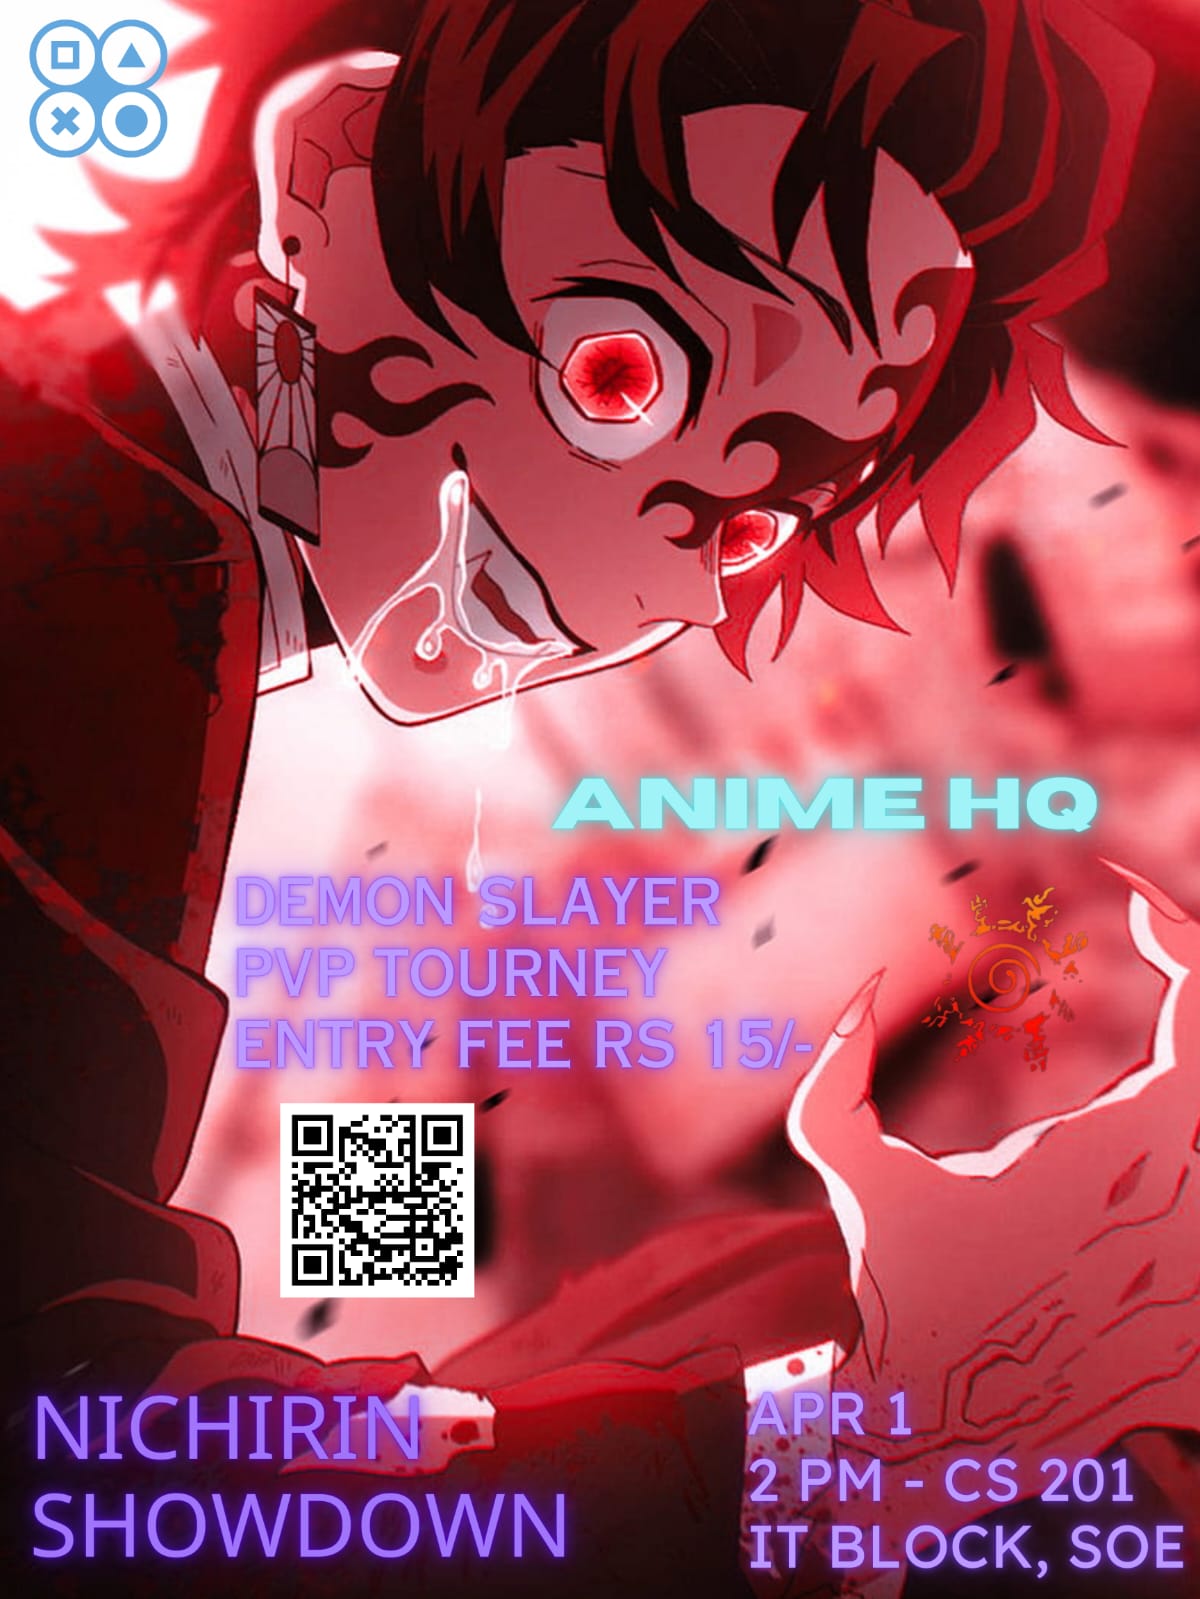 ANIME HQ
DEMON SLAYER
PVP TOURNEY
ENTRY FEE RS 15/-
NICHIRIN
SHOWDOWN
APR 1
2 PM - CS 201
IT BLOCK, SOE